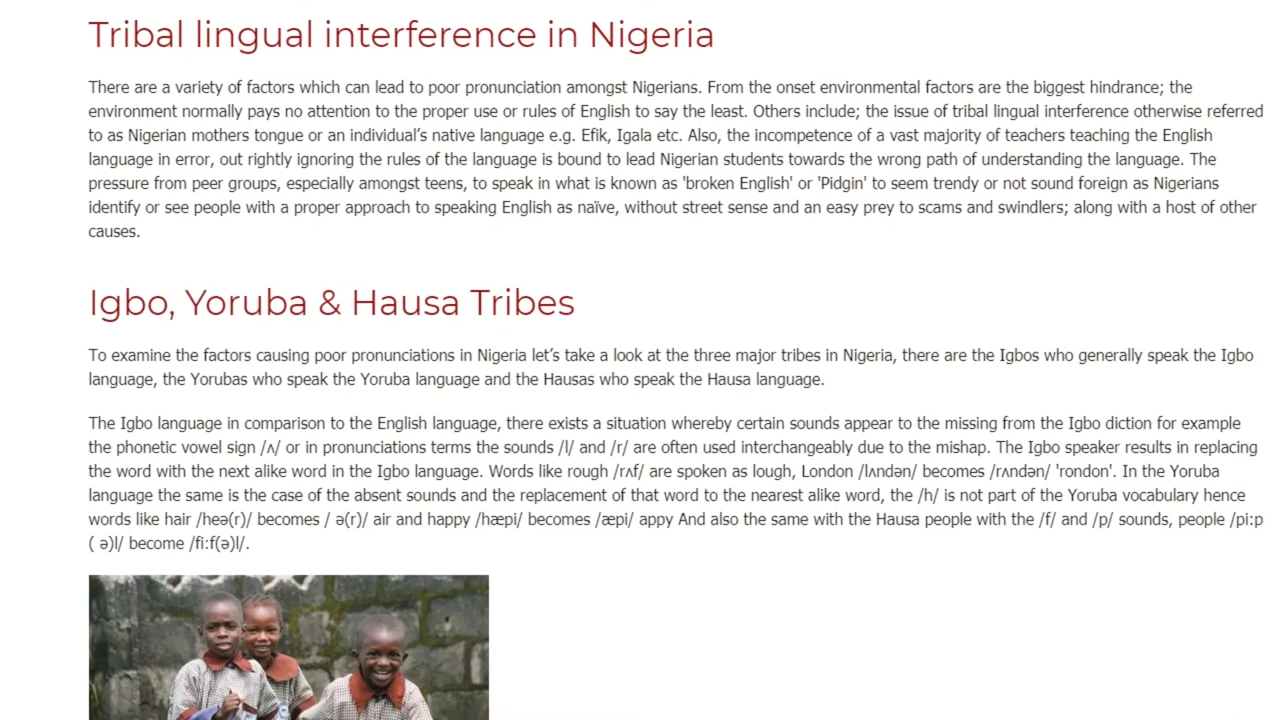 Tribal lingual interference in Nigeria
There are a variety of factors which can lead to poor pronunciation amongst Nigerians. From the onset environmental factors are the biggest hindrance; the
environment normally pays no attention to the proper use or rules of English to say the least. Others include; the issue of tribal lingual interference otherwise referred
to as Nigerian mothers tongue or an individual’s native language e.g. Efik, Igala etc. Also, the incompetence of a vast majority of teachers teaching the English
language in error, out rightly ignoring the rules of the language is bound to lead Nigerian students towards the wrong path of understanding the language. The
pressure from peer groups, especially amongst teens, to speak in what is known as 'broken English' or 'Pidgin' to seem trendy or not sound foreign as Nigerians
identify or see people with a proper approach to speaking English as naïve, without street sense and an easy prey to scams and swindlers; along with a host of other
causes.
Igbo, Yoruba & Hausa Tribes
To examine the factors causing poor pronunciations in Nigeria let’s take a look at the three major tribes in Nigeria, there are the Igbos who generally speak the Igbo
language, the Yorubas who speak the Yoruba language and the Hausas who speak the Hausa language.
The Igbo language in comparison to the English language, there exists a situation whereby certain sounds appear to the missing from the Igbo diction for example
the phonetic vowel sign /ʌ/ or in pronunciations terms the sounds /l/ and /r/ are often used interchangeably due to the mishap. The Igbo speaker results in replacing
the word with the next alike word in the Igbo language. Words like rough /rʌf/ are spoken as lough, London /lʌndən/ becomes /rʌndən/ 'rondon'. In the Yoruba
language the same is the case of the absent sounds and the replacement of that word to the nearest alike word, the /h/ is not part of the Yoruba vocabulary hence
words like hair /heə(r)/ becomes / ə(r)/ air and happy /hæpi/ becomes /æpi/ appy And also the same with the Hausa people with the /f/ and /p/ sounds, people /pi:p
( ə)l/ become /fi:f(ə)l/.